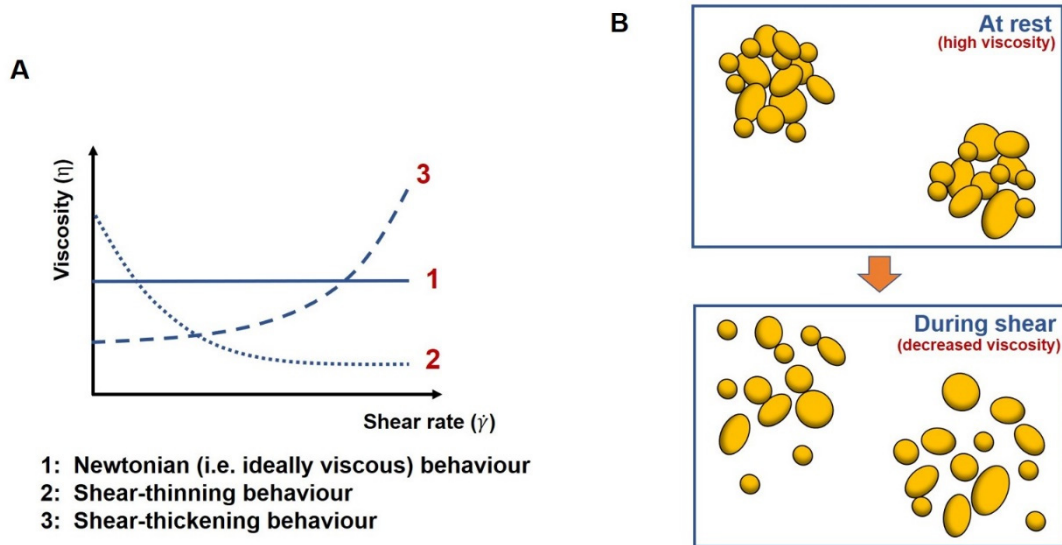 A
Viscosity (η)
3
1
2
Shear rate (γ̇)
1: Newtonian (i.e. ideally viscous) behaviour
2: Shear-thinning behaviour
3: Shear-thickening behaviour
B
At rest
(high viscosity)
During shear
(decreased viscosity)